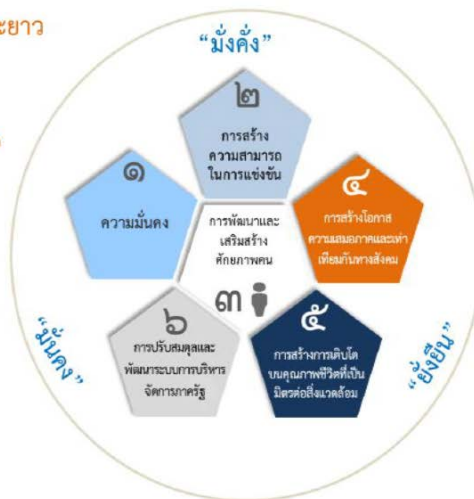 ะยาว
“มั่งคั่ง”
๒
การสร้าง
ความสามารถ
ในการแข่งขัน
๑
ความมั่นคง
การพัฒนาและ
เสริมสร้าง
ศักยภาพคน
๓
๔
การสร้างโอกาส
ความเสมอภาคและเท่า
เทียมกันทางสังคม
๖
การปรับสมดุลและ
พัฒนาระบบการบริหาร
จัดการภาครัฐ
๕
การสร้างการเติบโต
บนคุณภาพชีวิตที่เป็น
มิตรต่อสิ่งแวดล้อม
“มั่นคง”
“ยั่งยืน”